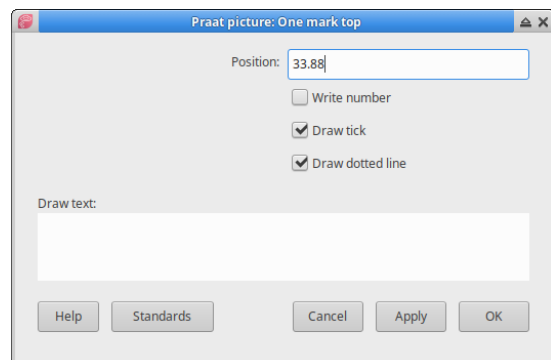 Praat picture: One mark top
Position: 33.88
Write number
Draw tick
Draw dotted line
Draw text:
Help Standards Cancel Apply OK